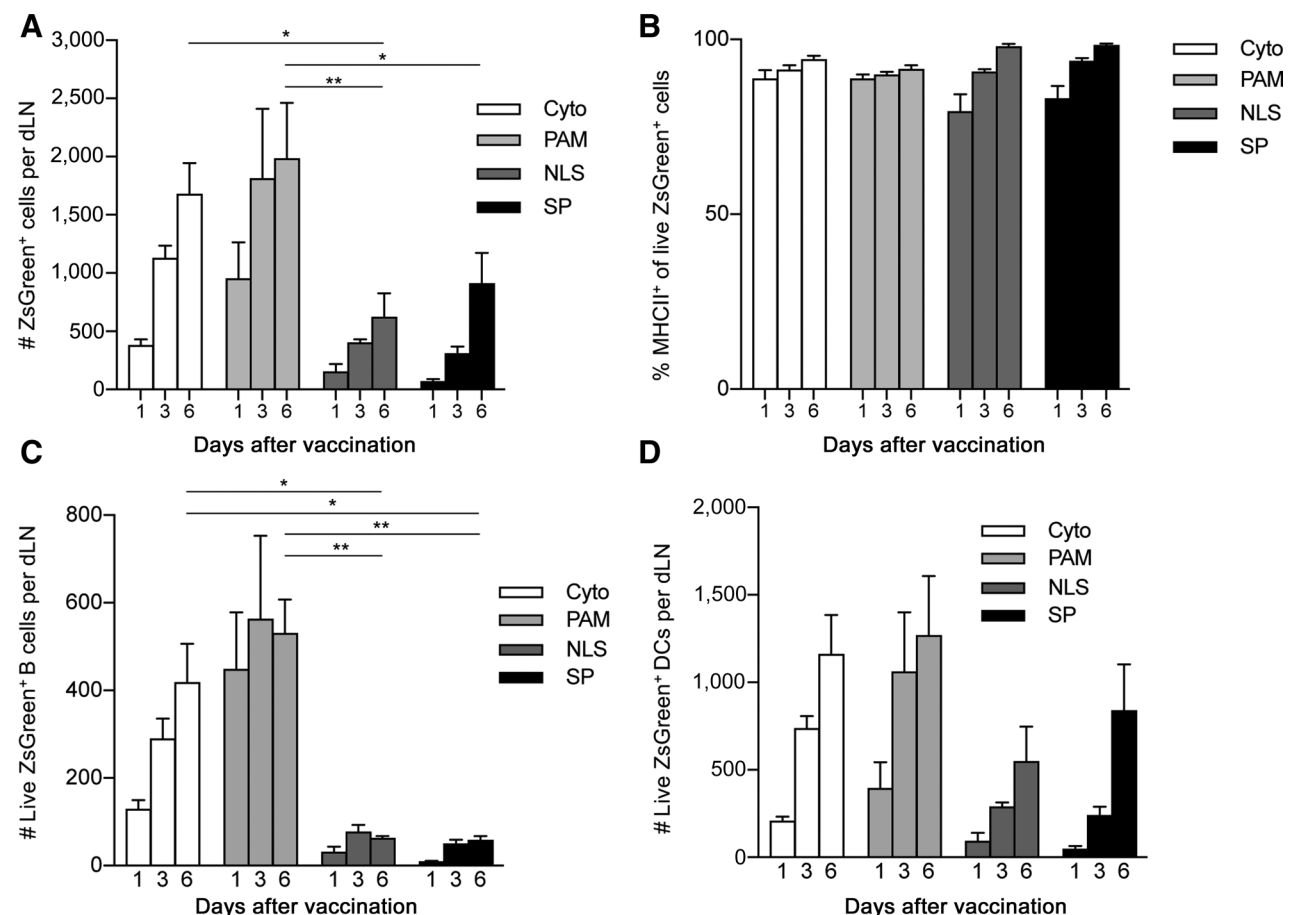 A
# ZsGreen⁺ cells per dLN
3,000
2,500
2,000
1,500
1,000
500
0
*
*
**
Cyto
PAM
NLS
SP
1 3 6 1 3 6 1 3 6 1 3 6
Days after vaccination
B
% MHCII⁺ of live ZsGreen⁺ cells
100
50
0
Cyto
PAM
NLS
SP
1 3 6 1 3 6 1 3 6 1 3 6
Days after vaccination
C
# Live ZsGreen⁺ B cells per dLN
800
600
400
200
0
*
*
**
**
Cyto
PAM
NLS
SP
1 3 6 1 3 6 1 3 6 1 3 6
Days after vaccination
D
# Live ZsGreen⁺ DCs per dLN
2,000
1,500
1,000
500
0
Cyto
PAM
NLS
SP
1 3 6 1 3 6 1 3 6 1 3 6
Days after vaccination